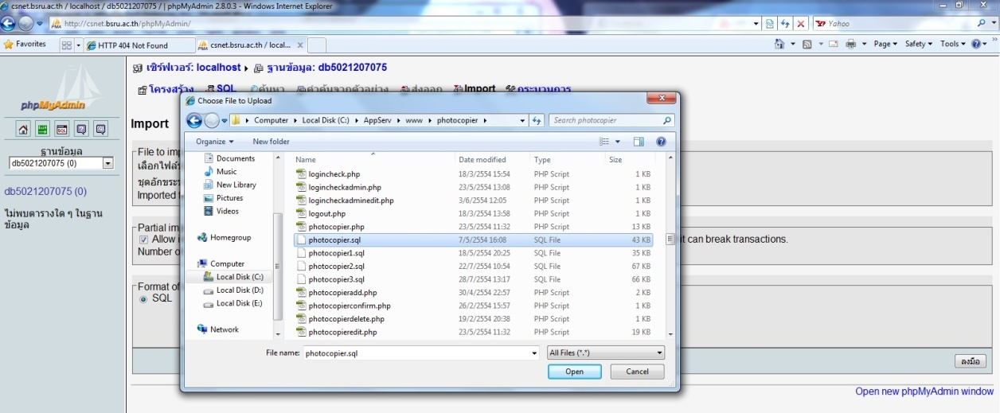 csnet.bsru.ac.th / localhost / db5021207075 / | phpMyAdmin 2.8.0.3 - Windows Internet Explorer
http://csnet.bsru.ac.th/phpMyAdmin/
Yahoo
Favorites
HTTP 404 Not Found
csnet.bsru.ac.th / local...
Page
Safety
Tools
เซิร์ฟเวอร์: localhost
ฐานข้อมูล: db5021207075
โครงสร้าง
SQL
ค้นหา
คำค้นจากตัวอย่าง
ส่งออก
Import
กระบวนการ
phpMyAdmin
ฐานข้อมูล
db5021207075 (0)
db5021207075 (0)
ไม่พบตารางใด ๆ ในฐาน
ข้อมูล
Import
File to imp
เลือกไฟล์
ชุดอักขระ
Imported
Partial im
Allow i
it can break transactions.
Number o
Format of
SQL
ลงมือ
Open new phpMyAdmin window
Choose File to Upload
Computer
Local Disk (C:)
AppServ
www
photocopier
Search photocopier
Organize
New folder
Documents
Music
New Library
Pictures
Videos
Homegroup
Computer
Local Disk (C:)
Local Disk (D:)
Local Disk (E:)
Network
Name Date modified Type Size
logincheck.php 18/3/2554 15:54 PHP Script 1 KB
logincheckadmin.php 23/5/2554 13:08 PHP Script 1 KB
logincheckadminedit.php 3/6/2554 12:05 PHP Script 1 KB
logout.php 18/3/2554 13:58 PHP Script 1 KB
photocopier.php 23/5/2554 11:32 PHP Script 13 KB
photocopier.sql 7/5/2554 16:08 SQL File 43 KB
photocopier1.sql 18/5/2554 20:25 SQL File 35 KB
photocopier2.sql 22/7/2554 10:54 SQL File 67 KB
photocopier3.sql 28/7/2554 13:17 SQL File 66 KB
photocopieradd.php 30/4/2554 22:57 PHP Script 2 KB
photocopierconfirm.php 26/2/2554 15:57 PHP Script 1 KB
photocopierdelete.php 19/2/2554 20:38 PHP Script 1 KB
photocopieredit.php 23/5/2554 11:32 PHP Script 19 KB
File name: photocopier.sql
All Files (*.*)
Open
Cancel